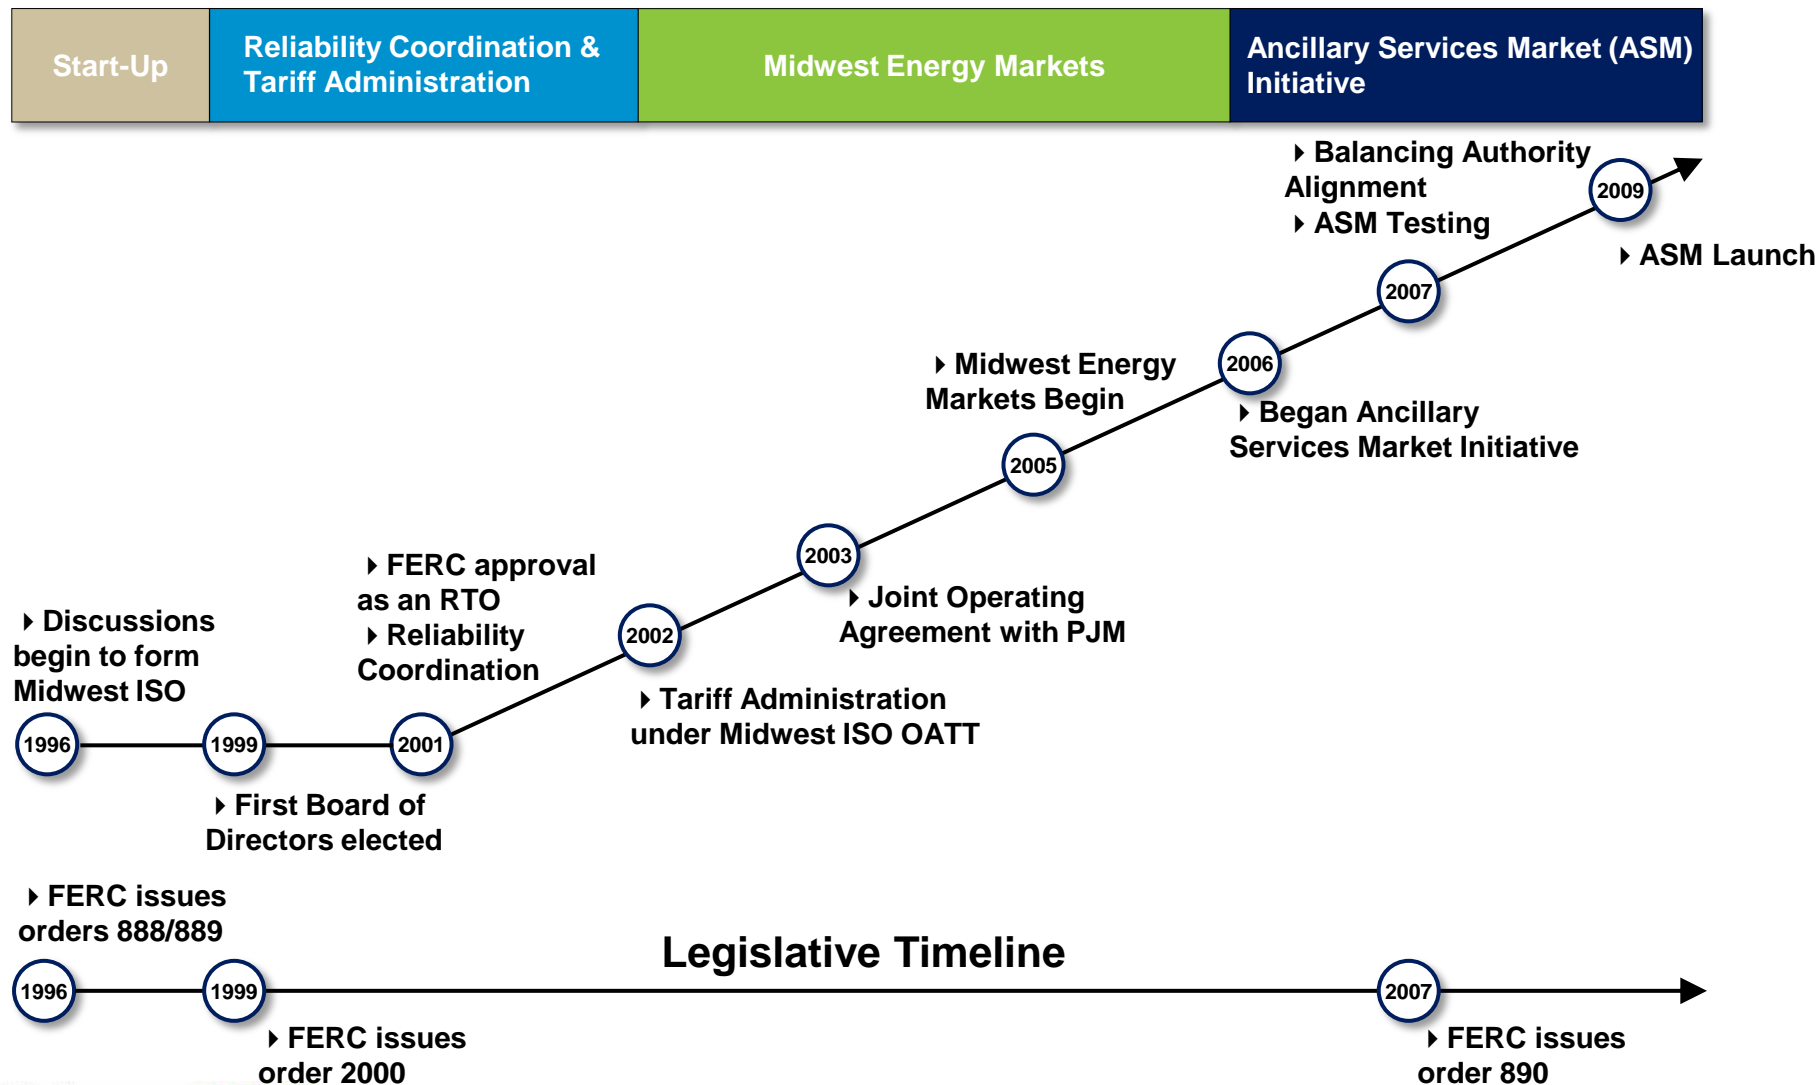 Start-Up
Reliability Coordination &
Tariff Administration
Midwest Energy Markets
Ancillary Services Market (ASM)
Initiative
Balancing Authority
Alignment
ASM Testing
2009
ASM Launch
2007
Midwest Energy
Markets Begin
2006
Began Ancillary
Services Market Initiative
2005
FERC approval
as an RTO
Reliability
Coordination
2003
Joint Operating
Agreement with PJM
Discussions
begin to form
Midwest ISO
2002
Tariff Administration
under Midwest ISO OATT
1996
1999
2001
First Board of
Directors elected
FERC issues
orders 888/889
Legislative Timeline
1996
1999
2007
FERC issues
order 2000
FERC issues
order 890